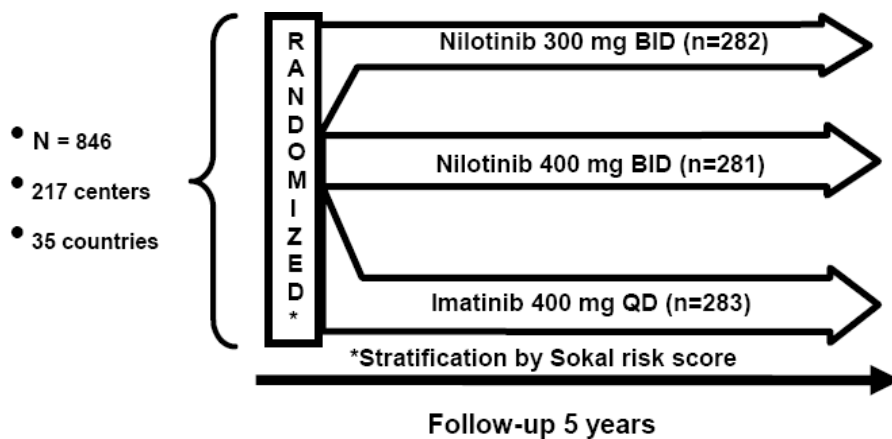 • N = 846
• 217 centers
• 35 countries
RANDOMIZED*
Nilotinib 300 mg BID (n=282)
Nilotinib 400 mg BID (n=281)
Imatinib 400 mg QD (n=283)
*Stratification by Sokal risk score
Follow-up 5 years